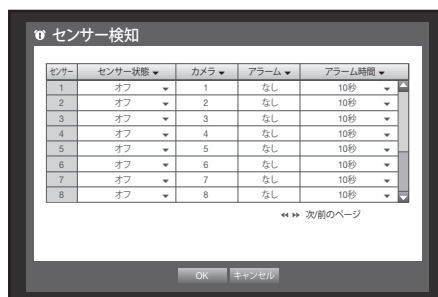 センサー検知
センサー センサー状態 カメラ アラーム アラーム時間
1 オフ 1 なし 10秒
2 オフ 2 なし 10秒
3 オフ 3 なし 10秒
4 オフ 4 なし 10秒
5 オフ 5 なし 10秒
6 オフ 6 なし 10秒
7 オフ 7 なし 10秒
8 オフ 8 なし 10秒
次/前のページ
OK キャンセル